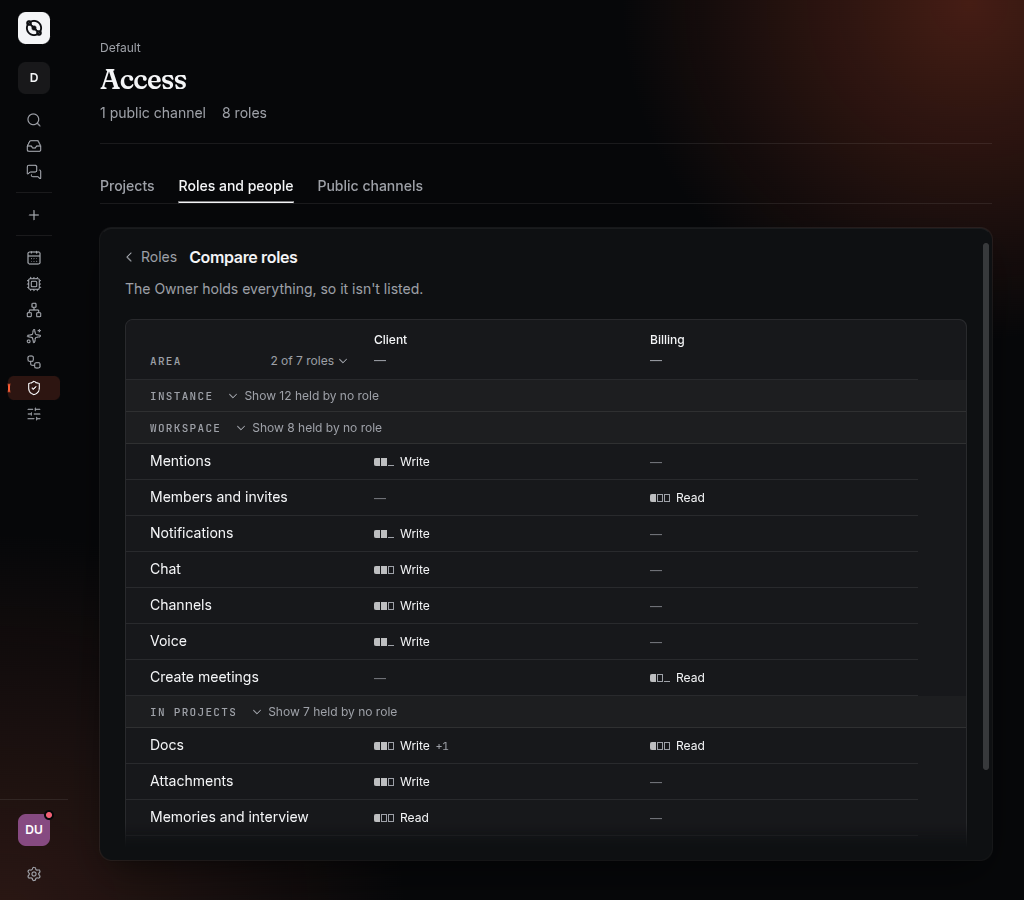 D
Default
Access
1 public channel 8 roles
Projects Roles and people Public channels
Roles Compare roles
The Owner holds everything, so it isn't listed.
Client Billing
AREA 2 of 7 roles — —
INSTANCE Show 12 held by no role
WORKSPACE Show 8 held by no role
Mentions Write —
Members and invites — Read
Notifications Write —
Chat Write —
Channels Write —
Voice Write —
Create meetings — Read
IN PROJECTS Show 7 held by no role
Docs Write +1 Read
Attachments Write —
Memories and interview Read —
DU